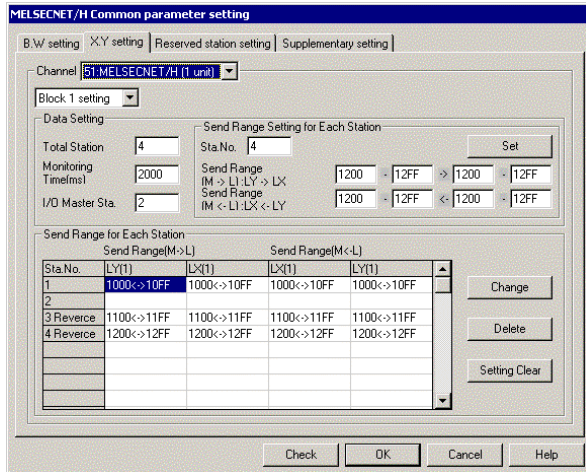 MELSECNET/H Common parameter setting
B.W setting X.Y setting Reserved station setting Supplementary setting
Channel 51:MELSECNET/H (1 unit)
Block 1 setting
Data Setting
Total Station 4
Monitoring Time[ms] 2000
I/O Master Sta. 2
Send Range Setting for Each Station
Sta.No. 4 Set
Send Range (M -> L) :LY -> LX 1200 - 12FF -> 1200 - 12FF
Send Range (M <- L) :LX <- LY 1200 - 12FF <- 1200 - 12FF
Send Range for Each Station
Send Range(M->L) Send Range(M<-L)
Sta.No. LY(1) LX(1) LX(1) LY(1)
1 1000<->10FF 1000<->10FF 1000<->10FF 1000<->10FF
2
3 Reverce 1100<->11FF 1100<->11FF 1100<->11FF 1100<->11FF
4 Reverce 1200<->12FF 1200<->12FF 1200<->12FF 1200<->12FF
Change
Delete
Setting Clear
Check OK Cancel Help